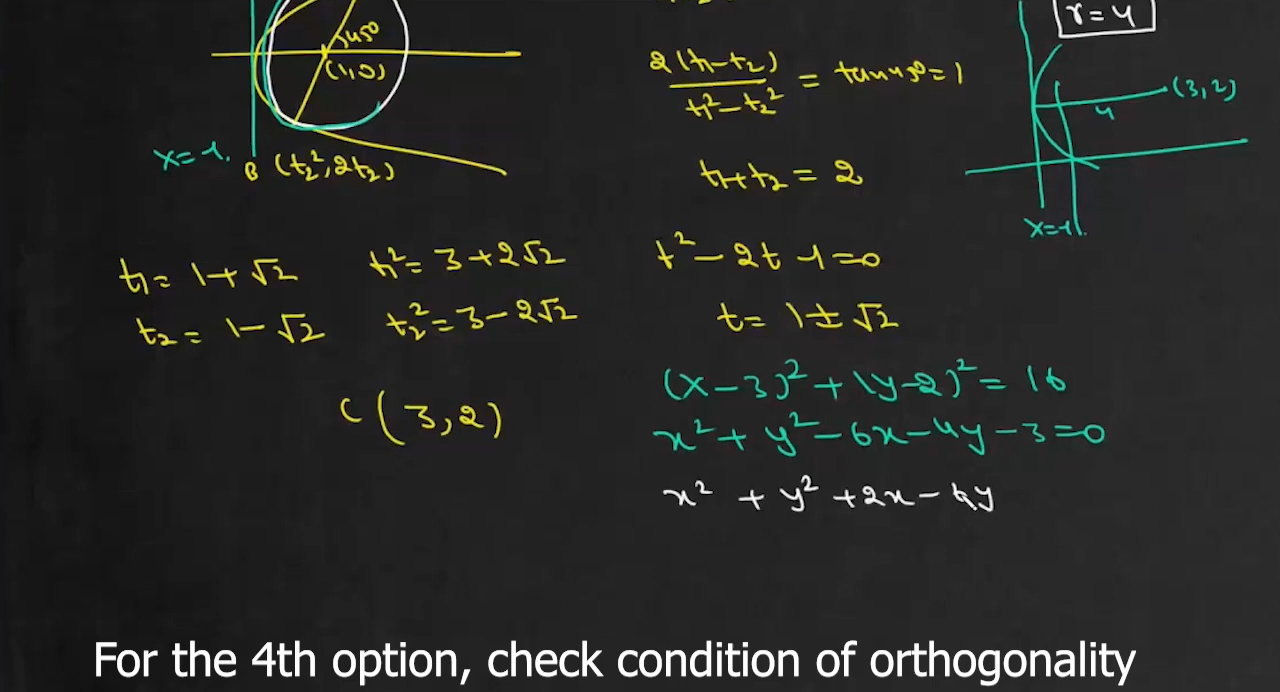 45°
(1,0)
x=-1.
B (t₂², 2t₂)
2(t₁-t₂) / t₁²-t₂² = tan45°=1
t₁+t₂ = 2
r=4
(3,2)
4
x=-1.
t₁= 1+√2 t₁²= 3+2√2
t₂= 1-√2 t₂²=3-2√2
t²-2t-1=0
t= 1±√2
C(3,2)
(x-3)²+(y-2)²= 16
x²+y²-6x-4y-3=0
x² + y² +2x-4y
For the 4th option, check condition of orthogonality